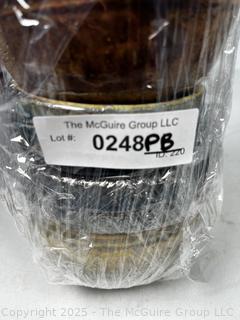 The McGuire Group LLC
Lot #: 0248PB
ID: 220
Copyright 2025 - The McGuire Group LLC